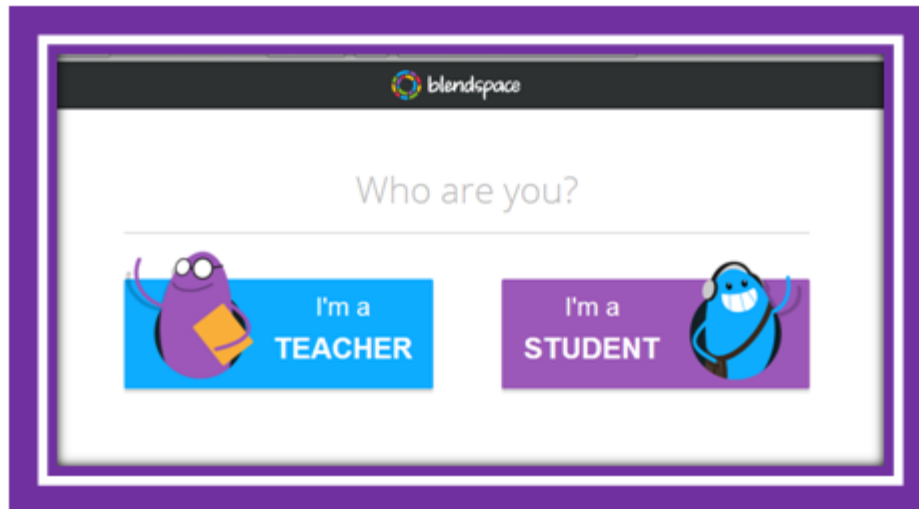 blendspace
Who are you?
I'm a
TEACHER
I'm a
STUDENT